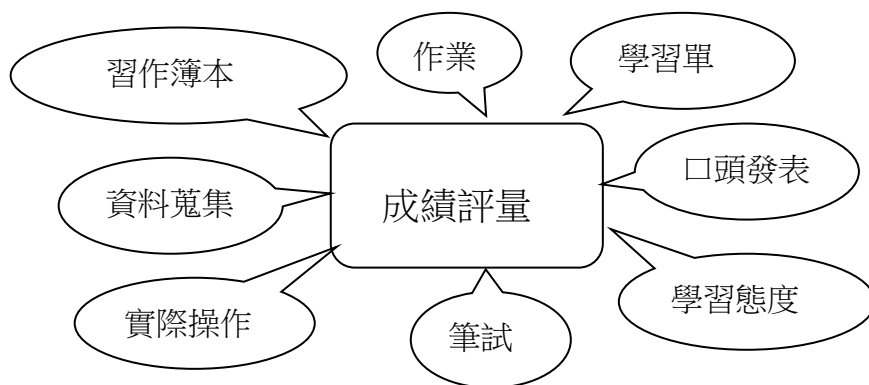 作業
學習單
習作簿本
口頭發表
資料蒐集
成績評量
學習態度
實際操作
筆試